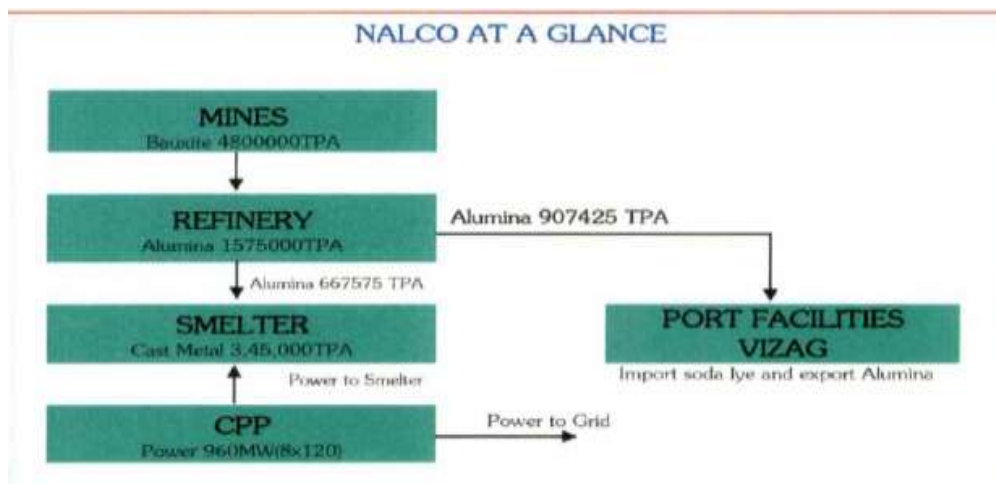 NALCO AT A GLANCE
MINES
Bauxite 4800000TPA
REFINERY
Alumina 1575000TPA
Alumina 907425 TPA
Alumina 667575 TPA
SMELTER
Cast Metal 3,45,000TPA
PORT FACILITIES
VIZAG
Import soda lye and export Alumina
Power to Smelter
CPP
Power 960MW(8x120)
Power to Grid